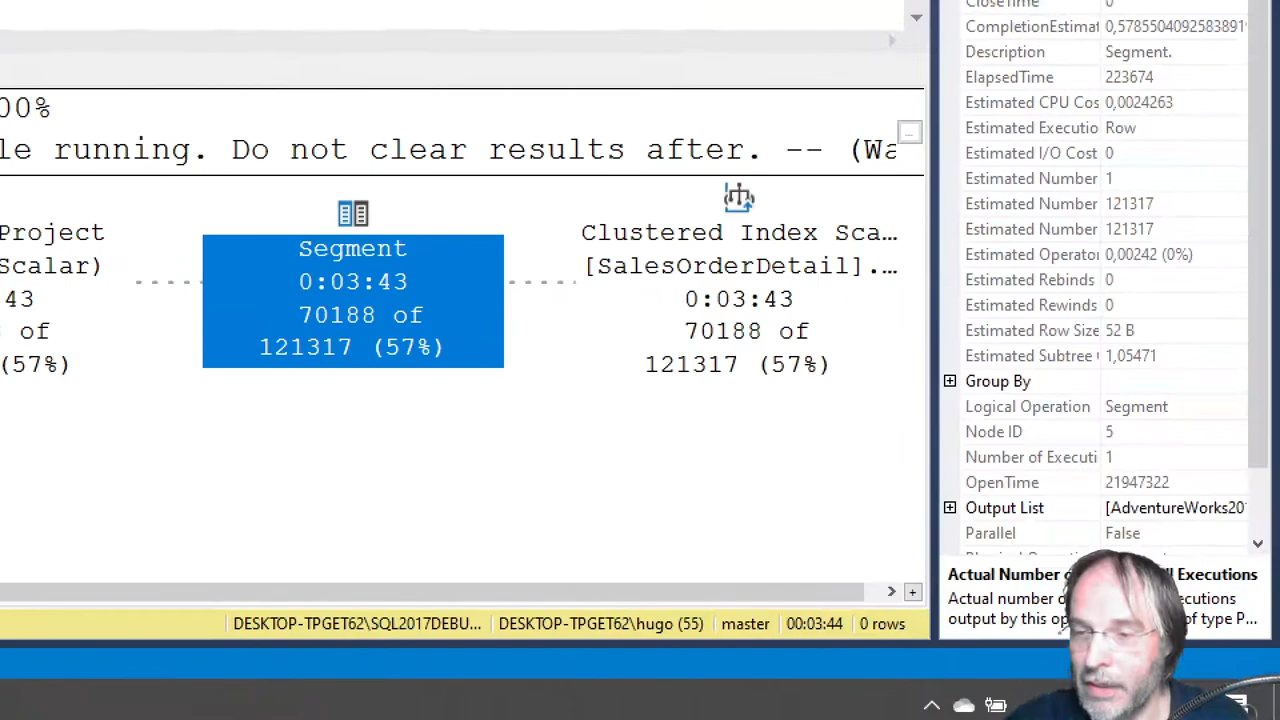 00%
le running. Do not clear results after. -- (Wa
Project
Scalar)
43
of
(57%)
Segment
0:03:43
70188 of
121317 (57%)
Clustered Index Sca...
[SalesOrderDetail]....
0:03:43
70188 of
121317 (57%)
CloseTime 0
CompletionEstimat 0,5785504092583891
Description Segment.
ElapsedTime 223674
Estimated CPU Cos 0,0024263
Estimated Executio Row
Estimated I/O Cost 0
Estimated Number 1
Estimated Number 121317
Estimated Number 121317
Estimated Operator 0,00242 (0%)
Estimated Rebinds 0
Estimated Rewinds 0
Estimated Row Size 52 B
Estimated Subtree 1,05471
Group By
Logical Operation Segment
Node ID 5
Number of Executi 1
OpenTime 21947322
Output List [AdventureWorks20
Parallel False
Actual Number Executions
Actual number ecutions
output by this of type P...
DESKTOP-TPGET62\SQL2017DEBU... DESKTOP-TPGET62\hugo (55) master 00:03:44 0 rows